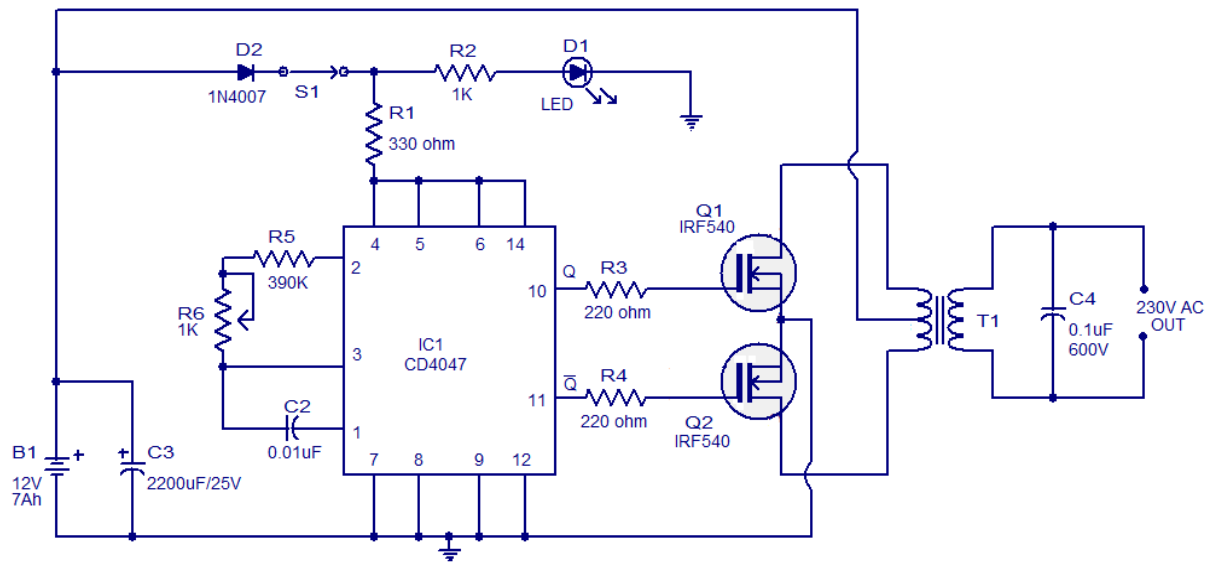 D2
1N4007
S1
R2
1K
D1
LED
R1
330 ohm
4
5
6
14
R5
390K
2
R6
1K
3
IC1
CD4047
C2
0.01uF
1
7
8
9
12
10
Q
R3
220 ohm
11
Q̅
R4
220 ohm
Q1
IRF540
Q2
IRF540
T1
C4
0.1uF
600V
230V AC
OUT
B1
+
12V
7Ah
+
C3
2200uF/25V